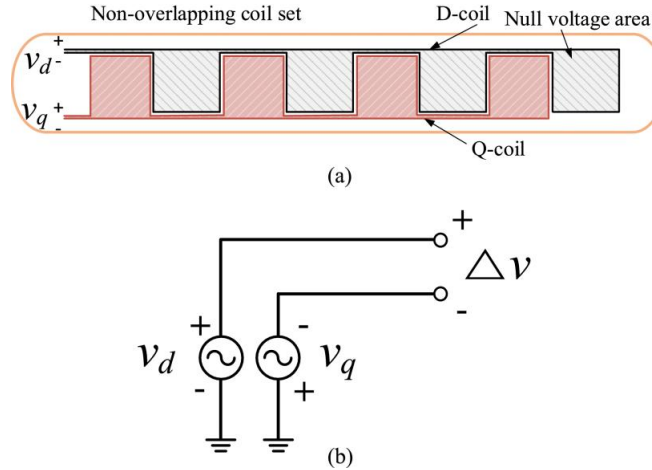 Non-overlapping coil set
D-coil
Null voltage area
+
v_d -
v_q +
-
Q-coil
(a)
+
△v
-
+
-
v_d
v_q
-
+
(b)